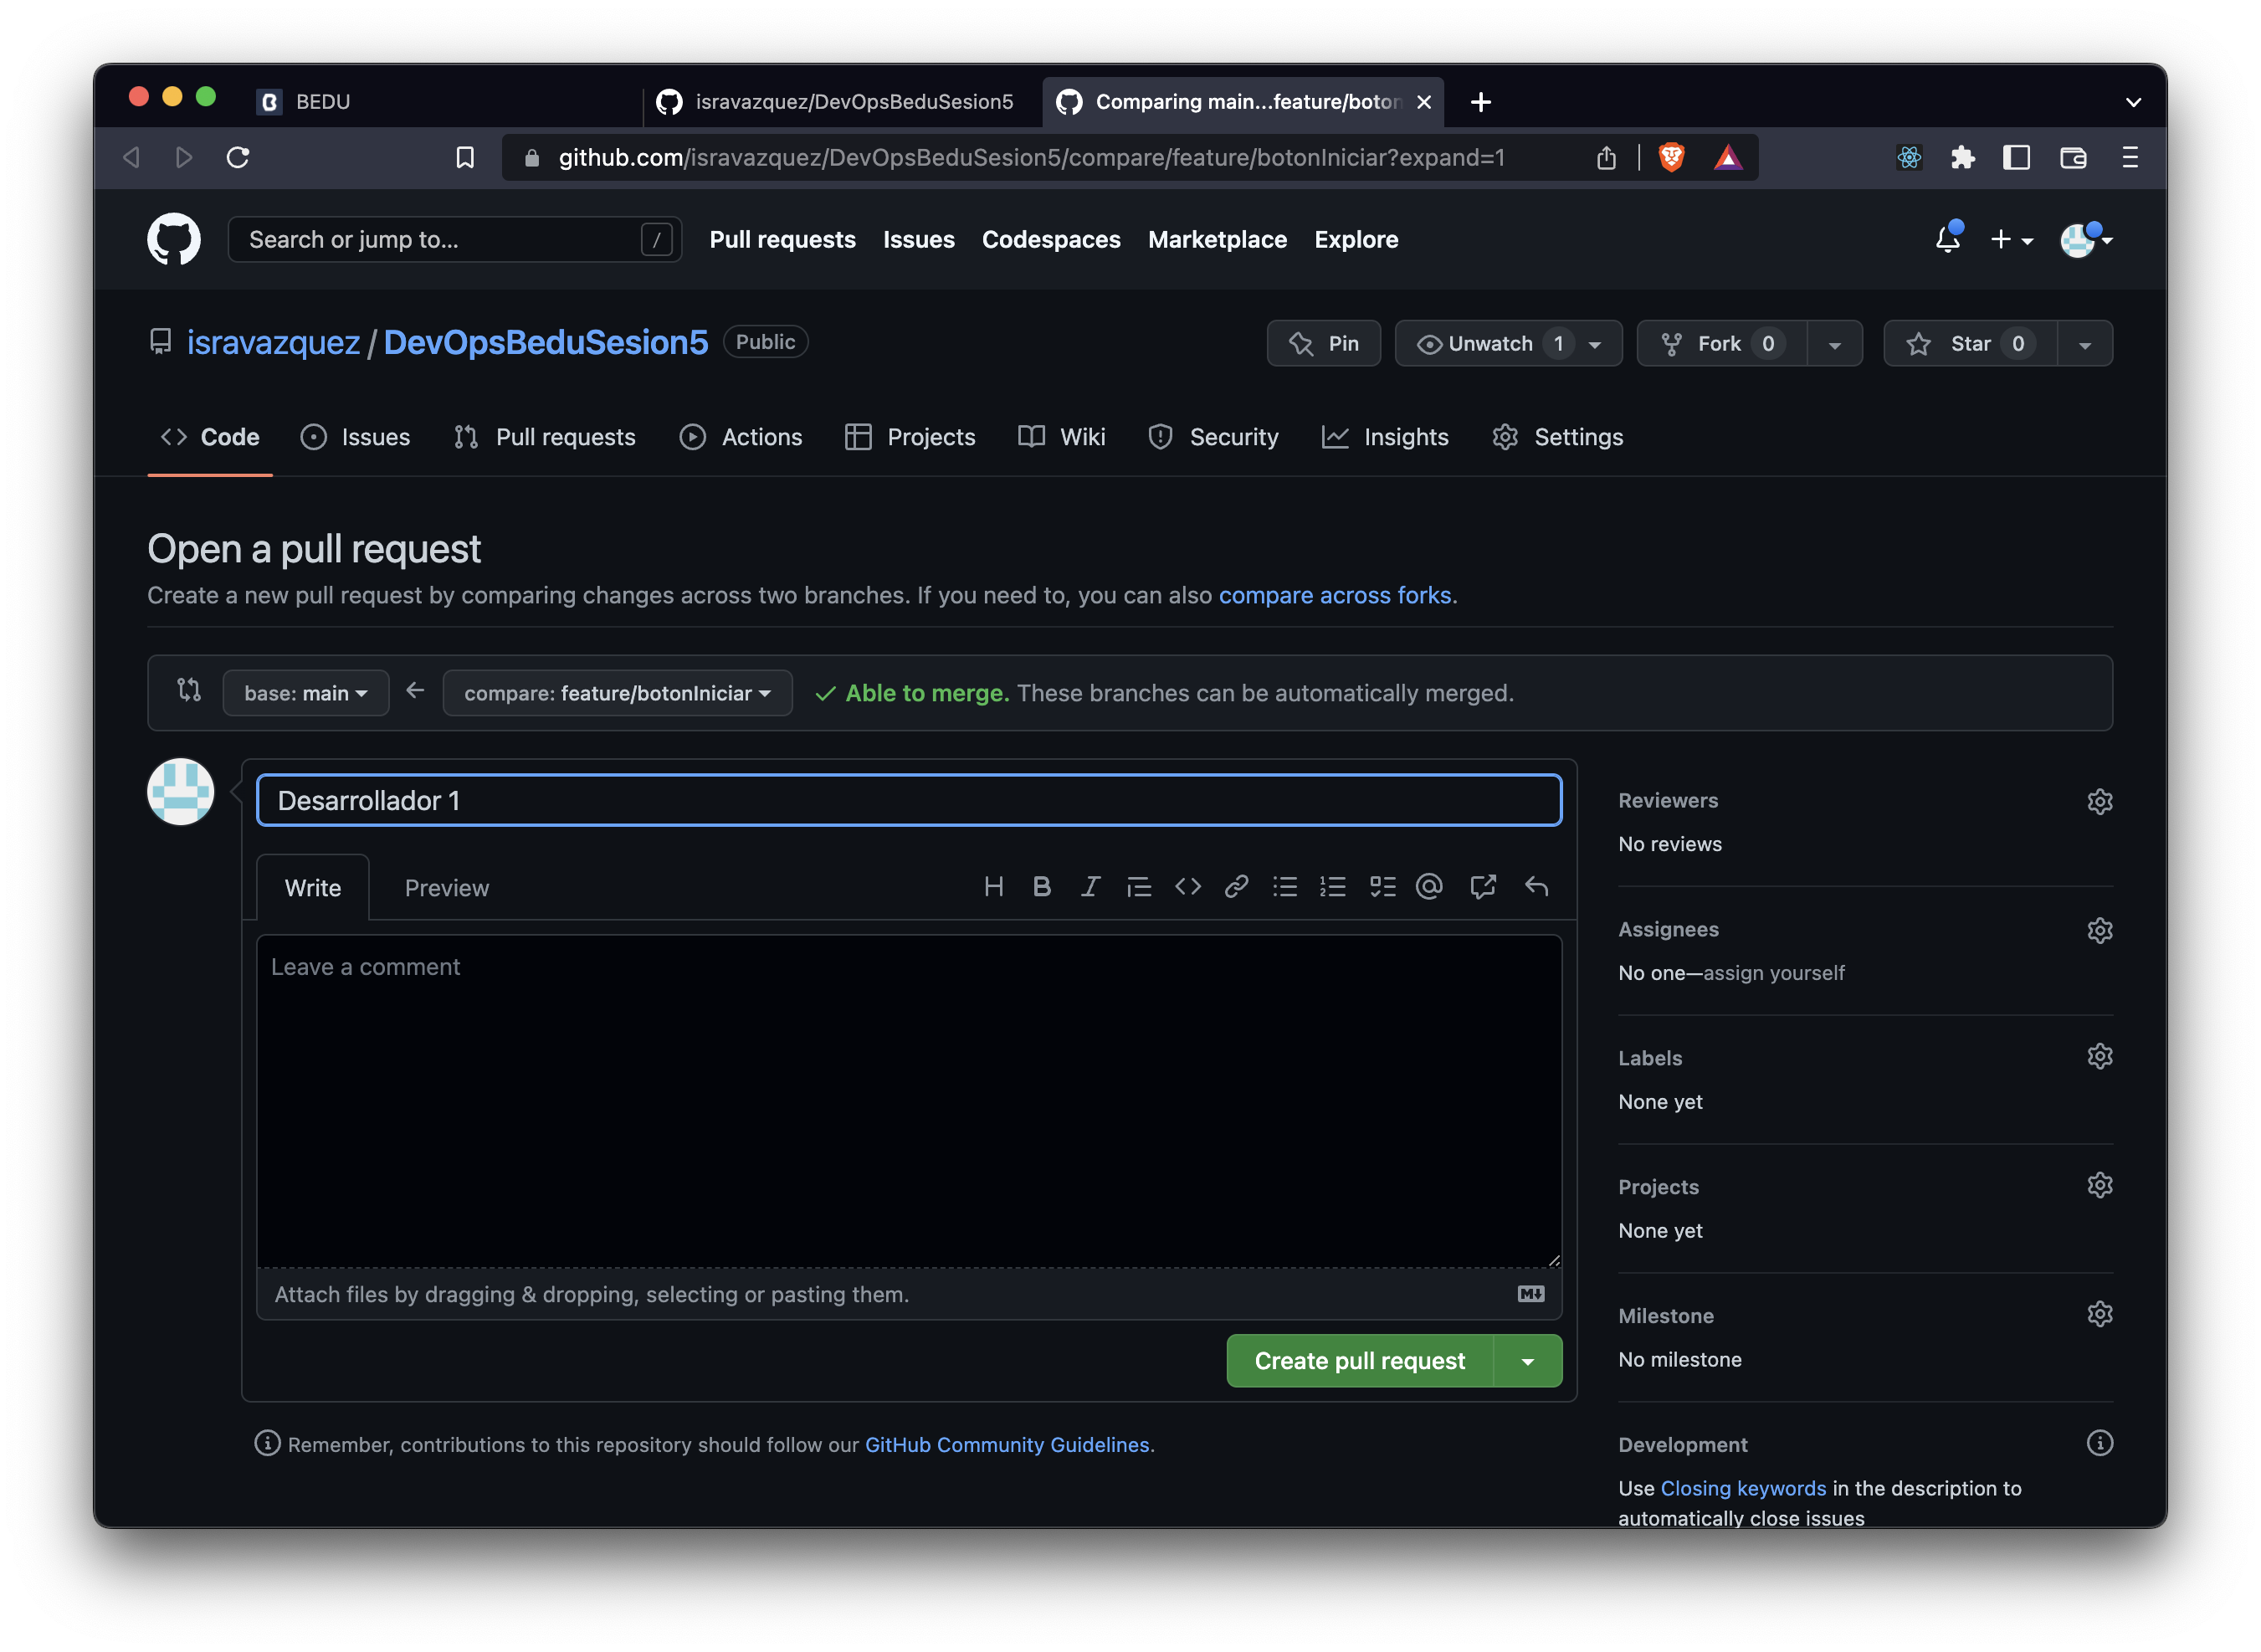 BEDU
isravazquez/DevOpsBeduSesion5
Comparing main...feature/boton
github.com/isravazquez/DevOpsBeduSesion5/compare/feature/botonIniciar?expand=1
Search or jump to... /
Pull requests Issues Codespaces Marketplace Explore
isravazquez / DevOpsBeduSesion5 Public
Pin Unwatch 1 Fork 0 Star 0
Code Issues Pull requests Actions Projects Wiki Security Insights Settings
Open a pull request
Create a new pull request by comparing changes across two branches. If you need to, you can also compare across forks.
base: main compare: feature/botonIniciar Able to merge. These branches can be automatically merged.
Desarrollador 1
Write Preview
Leave a comment
Attach files by dragging & dropping, selecting or pasting them.
Create pull request
Remember, contributions to this repository should follow our GitHub Community Guidelines.
Reviewers
No reviews
Assignees
No one—assign yourself
Labels
None yet
Projects
None yet
Milestone
No milestone
Development
Use Closing keywords in the description to
automatically close issues